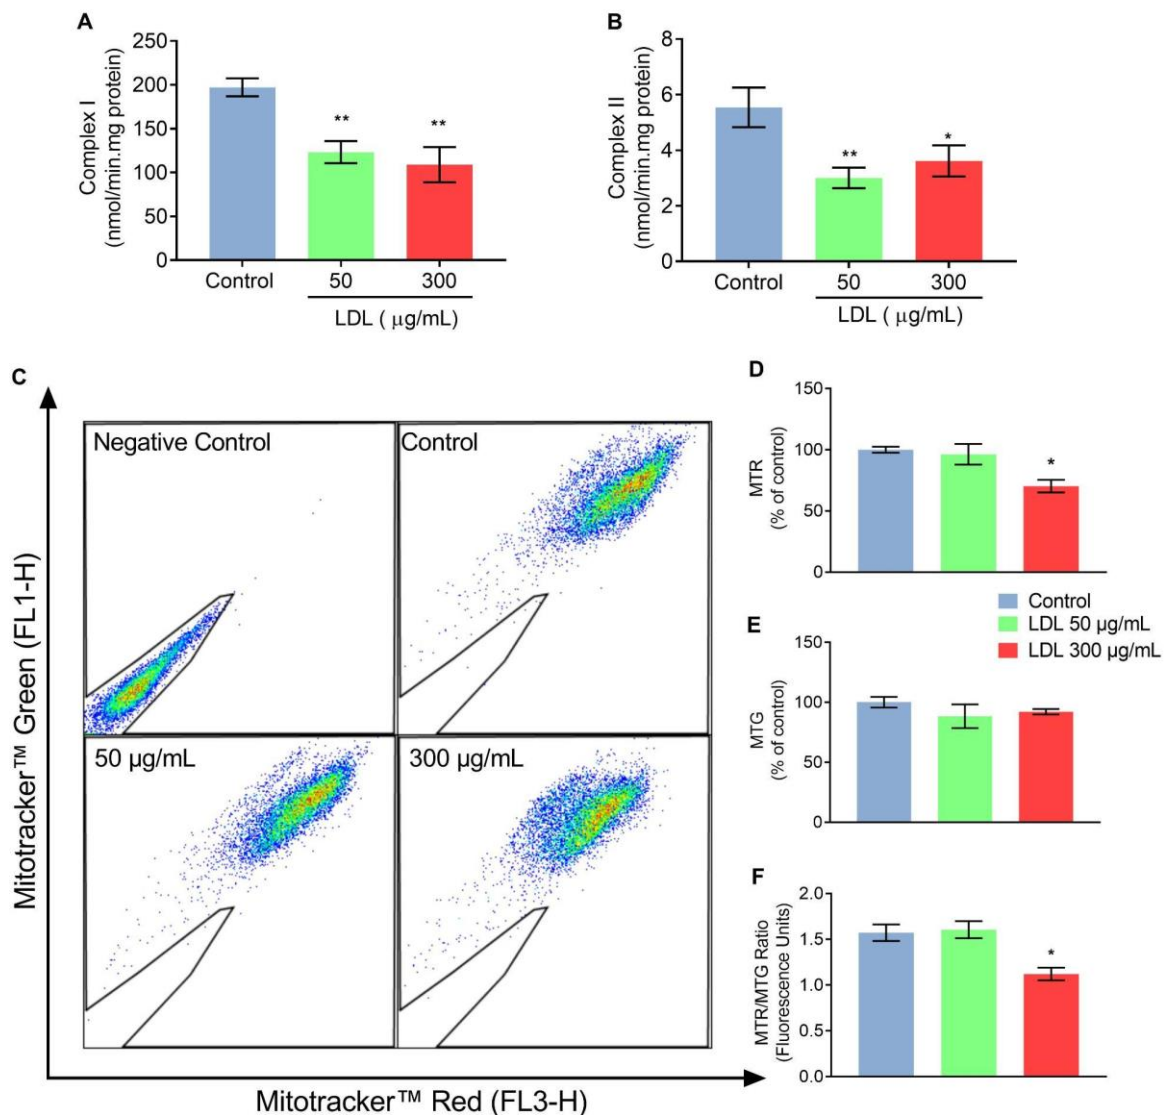 A
Complex I
(nmol/min.mg protein)
250
200
150
100
50
0
**
**
Control
50
300
LDL ( μg/mL)
B
Complex II
(nmol/min.mg protein)
8
6
4
2
0
**
*
Control
50
300
LDL ( μg/mL)
C
Mitotracker™ Green (FL1-H)
Negative Control
Control
50 μg/mL
300 μg/mL
Mitotracker™ Red (FL3-H)
D
MTR
(% of control)
150
100
50
0
*
Control
LDL 50 μg/mL
LDL 300 μg/mL
E
MTG
(% of control)
150
100
50
0
F
MTR/MTG Ratio
(Fluorescence Units)
2.0
1.5
1.0
0.5
0.0
*